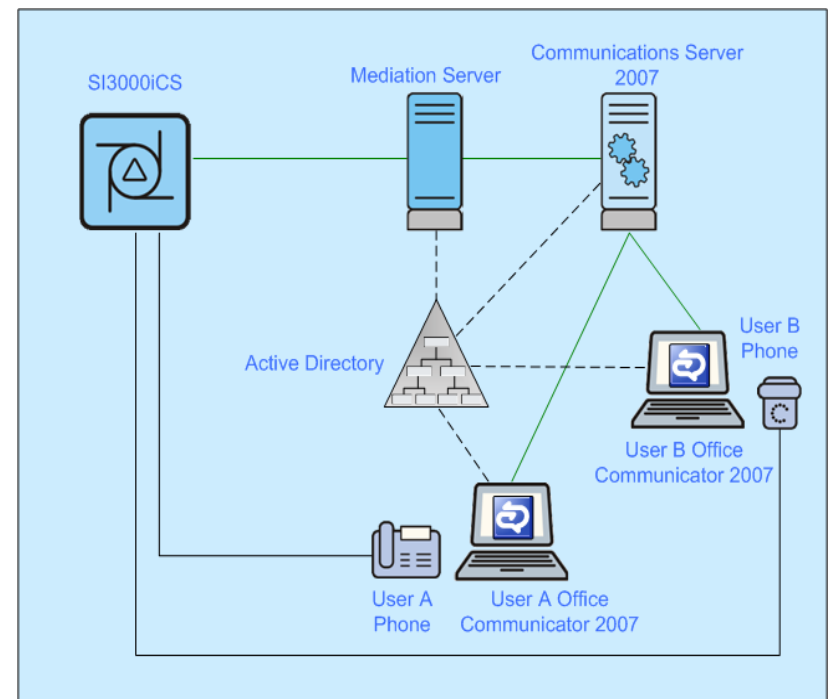 SI3000iCS
Mediation Server
Communications Server
2007
Active Directory
User B
Phone
User B Office
Communicator 2007
User A
Phone
User A Office
Communicator 2007